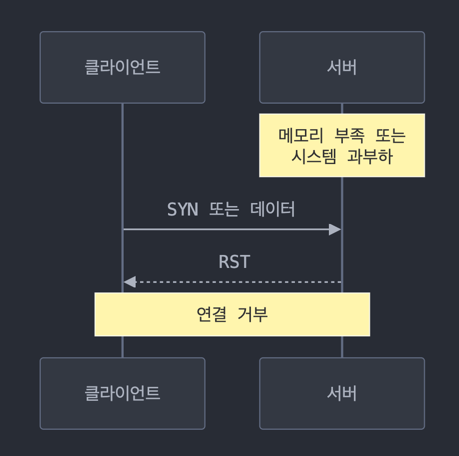 클라이언트
서버
메모리 부족 또는
시스템 과부하
SYN 또는 데이터
RST
연결 거부
클라이언트
서버